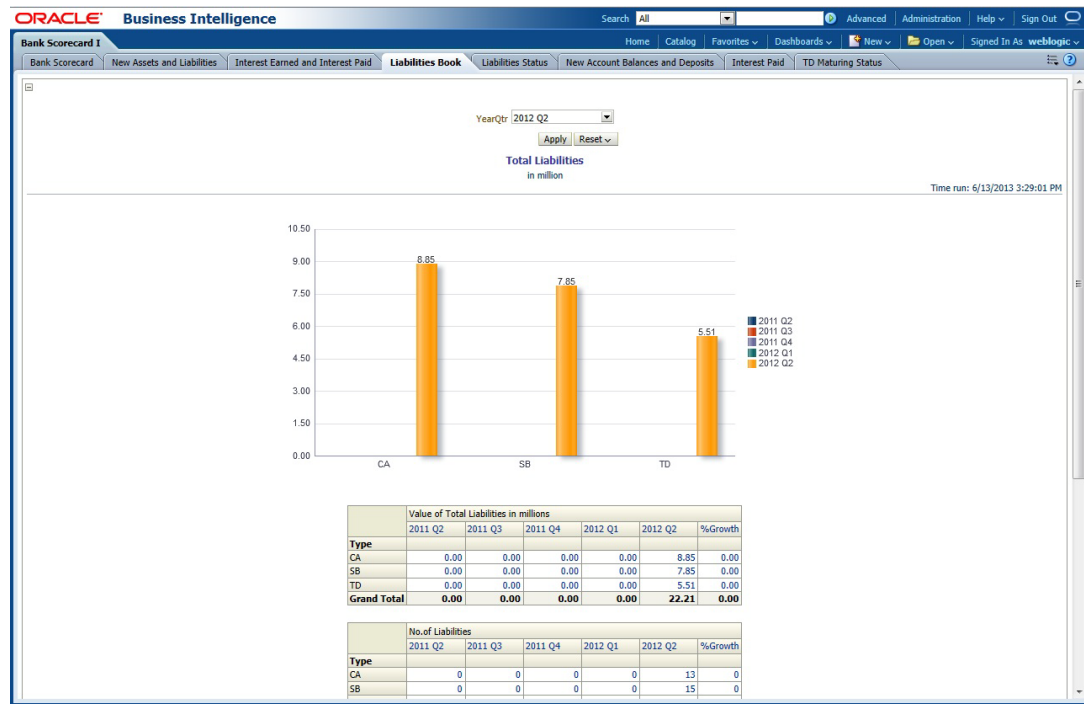 ORACLE Business Intelligence Search All Advanced Administration Help Sign Out
Bank Scorecard I Home Catalog Favorites Dashboards New Open Signed In As weblogic
Bank Scorecard New Assets and Liabilities Interest Earned and Interest Paid Liabilities Book Liabilities Status New Account Balances and Deposits Interest Paid TD Maturing Status
YearQtr 2012 Q2
Apply Reset
Total Liabilities
in million
Time run: 6/13/2013 3:29:01 PM
10.50
9.00
7.50
6.00
4.50
3.00
1.50
0.00
8.85
7.85
5.51
CA SB TD
2011 Q2
2011 Q3
2011 Q4
2012 Q1
2012 Q2
Value of Total Liabilities in millions
2011 Q2 2011 Q3 2011 Q4 2012 Q1 2012 Q2 %Growth
Type
CA 0.00 0.00 0.00 0.00 8.85 0.00
SB 0.00 0.00 0.00 0.00 7.85 0.00
TD 0.00 0.00 0.00 0.00 5.51 0.00
Grand Total 0.00 0.00 0.00 0.00 22.21 0.00
No.of Liabilities
2011 Q2 2011 Q3 2011 Q4 2012 Q1 2012 Q2 %Growth
Type
CA 0 0 0 0 13 0
SB 0 0 0 0 15 0